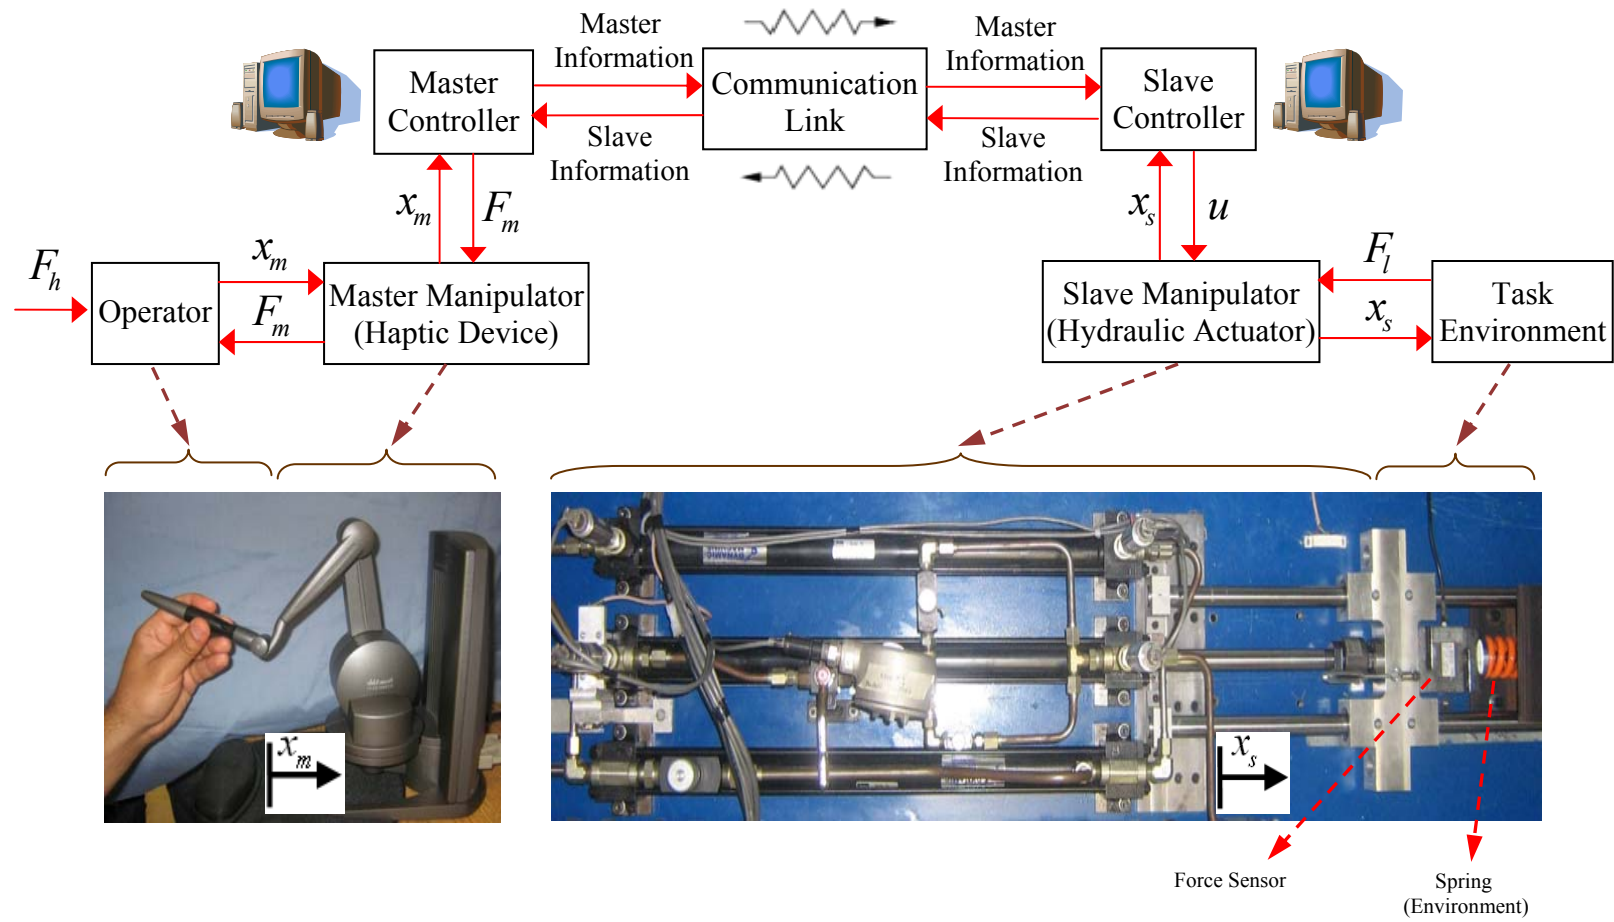 Master
Information
Master
Information
Master
Controller
Communication
Link
Slave
Controller
Slave
Information
Slave
Information
x_m
F_m
x_s
u
F_h
x_m
F_m
Operator
Master Manipulator
(Haptic Device)
Slave Manipulator
(Hydraulic Actuator)
F_l
x_s
Task
Environment
x_m
x_s
Force Sensor
Spring
(Environment)